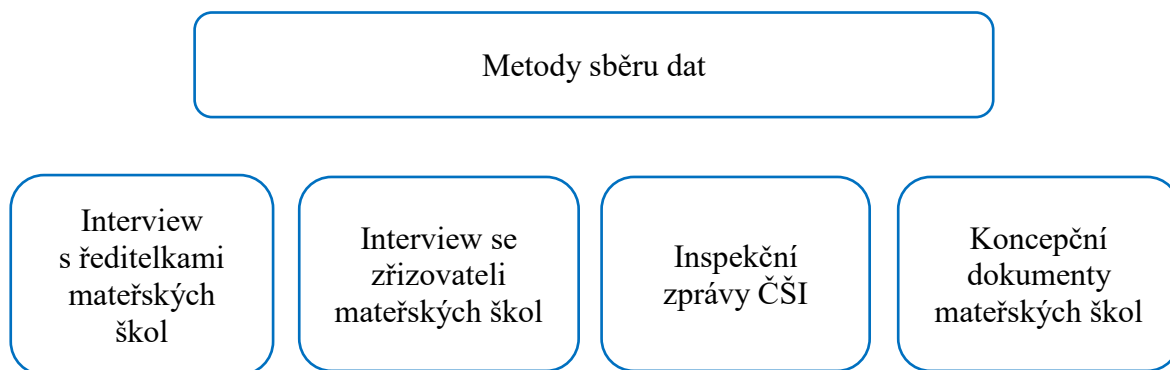 Metody sběru dat
Interview
s ředitelkami
mateřských
škol
Interview se
zřizovateli
mateřských škol
Inspekční
zprávy ČŠI
Koncepční
dokumenty
mateřských škol